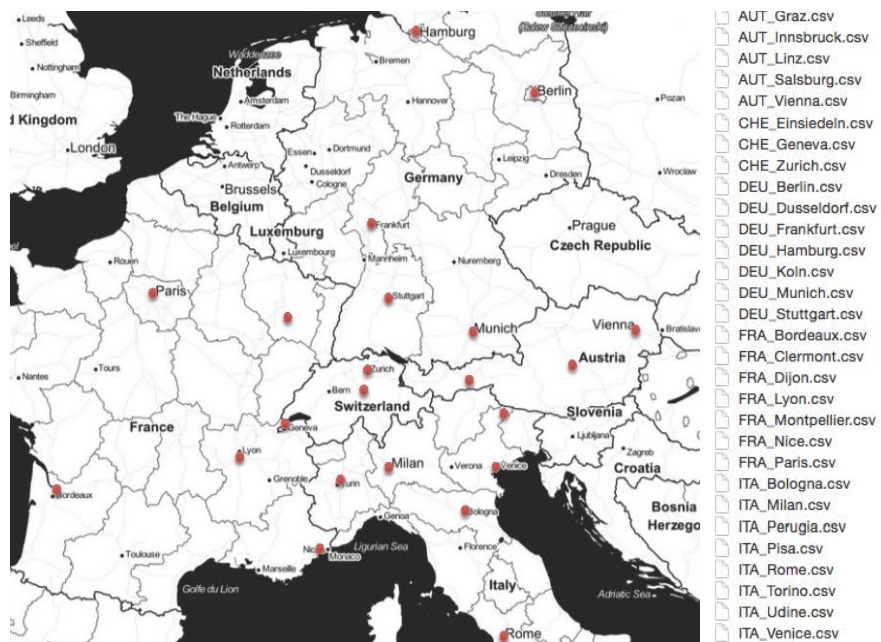 Leeds
Sheffield
Nottingham
Birmingham
d Kingdom
London
Waddenzee
Netherlands
Amsterdam
The Hague
Rotterdam
Antwerp
Brussels
Belgium
Luxemburg
Luxembourg
Hamburg
Bremen
Hannover
Berlin
Pozan
Essen
Dortmund
Dusseldorf
Cologne
Germany
Leipzig
Dresden
Wroclaw
Frankfurt
Mannheim
Nuremberg
Prague
Czech Republic
Rouen
Paris
Stuttgart
Munich
Vienna
Bratislava
Austria
Tours
Nantes
Zurich
Bern
Switzerland
Geneva
France
Lyon
Grenoble
Slovenia
Ljubljana
Zagreb
Croatia
Milan
Verona
Venice
Turin
Bordeaux
Genoa
Bologna
Bosnia
Herzego
Toulouse
Marseille
Nic
Monaco
Ligurian Sea
Florence
Golfe du Lion
Italy
Adriatic Sea
Rome
AUT_Graz.csv
AUT_Innsbruck.csv
AUT_Linz.csv
AUT_Salsburg.csv
AUT_Vienna.csv
CHE_Einsiedeln.csv
CHE_Geneva.csv
CHE_Zurich.csv
DEU_Berlin.csv
DEU_Dusseldorf.csv
DEU_Frankfurt.csv
DEU_Hamburg.csv
DEU_Koln.csv
DEU_Munich.csv
DEU_Stuttgart.csv
FRA_Bordeaux.csv
FRA_Clermont.csv
FRA_Dijon.csv
FRA_Lyon.csv
FRA_Montpellier.csv
FRA_Nice.csv
FRA_Paris.csv
ITA_Bologna.csv
ITA_Milan.csv
ITA_Perugia.csv
ITA_Pisa.csv
ITA_Rome.csv
ITA_Torino.csv
ITA_Udine.csv
ITA_Venice.csv